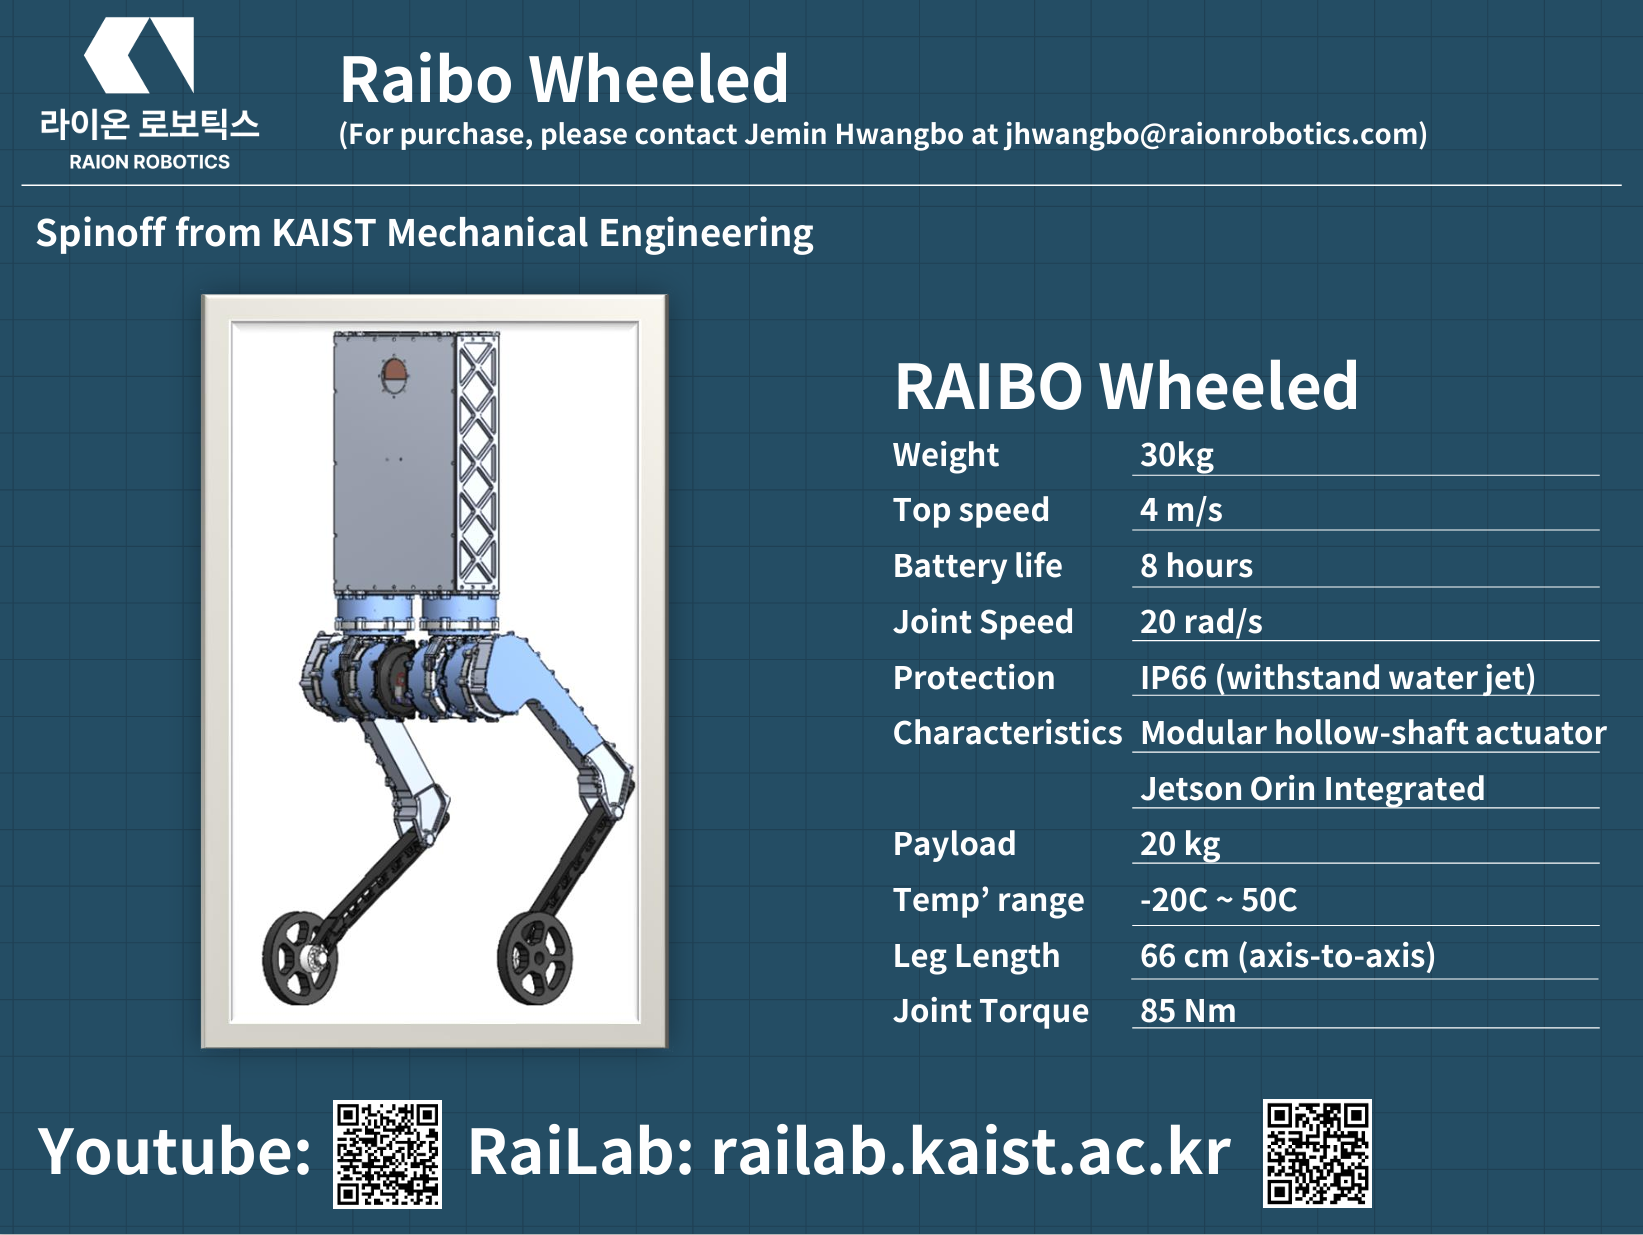 라이온 로보틱스
RAION ROBOTICS
Raibo Wheeled
(For purchase, please contact Jemin Hwangbo at jhwangbo@raionrobotics.com)
Spinoff from KAIST Mechanical Engineering
RAIBO Wheeled
Weight 30kg
Top speed 4 m/s
Battery life 8 hours
Joint Speed 20 rad/s
Protection IP66 (withstand water jet)
Characteristics Modular hollow-shaft actuator
Jetson Orin Integrated
Payload 20 kg
Temp’ range -20C ~ 50C
Leg Length 66 cm (axis-to-axis)
Joint Torque 85 Nm
Youtube: RaiLab: railab.kaist.ac.kr